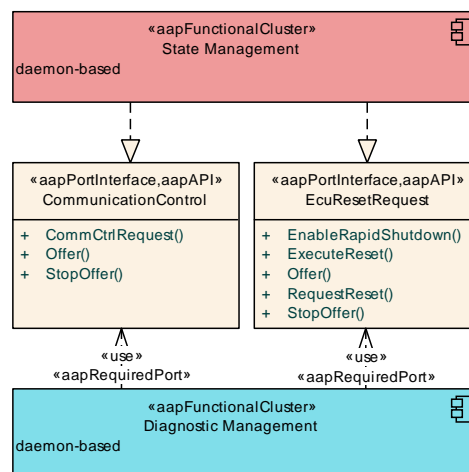 «aapFunctionalCluster»
State Management
daemon-based
«aapPortInterface,aapAPI»
CommunicationControl
+ CommCtrlRequest()
+ Offer()
+ StopOffer()
«aapPortInterface,aapAPI»
EcuResetRequest
+ EnableRapidShutdown()
+ ExecuteReset()
+ Offer()
+ RequestReset()
+ StopOffer()
«use»
«aapRequiredPort»
«use»
«aapRequiredPort»
«aapFunctionalCluster»
Diagnostic Management
daemon-based